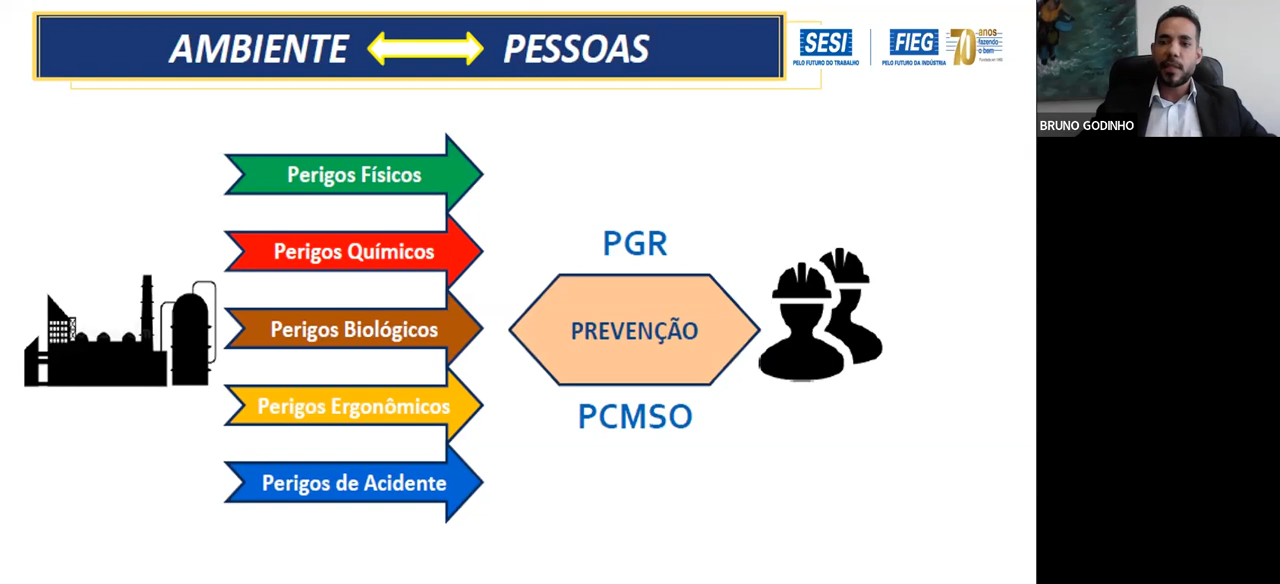 AMBIENTE
PESSOAS
SESI
PELO FUTURO DO TRABALHO
FIEG
PELO FUTURO DA INDÚSTRIA
70 anos
fazendo
o bem
BRUNO GODINHO
Perigos Físicos
Perigos Químicos
Perigos Biológicos
Perigos Ergonômicos
Perigos de Acidente
PGR
PREVENÇÃO
PCMSO